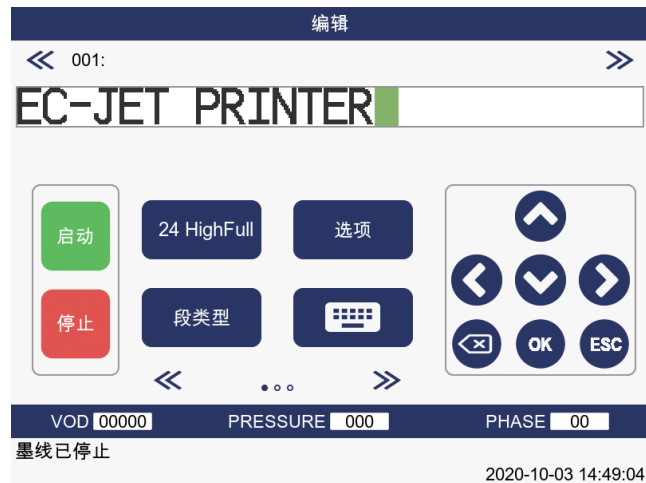 编辑
001:
EC-JET PRINTER
启动
24 HighFull
选项
停止
段类型
OK
ESC
VOD 00000 PRESSURE 000 PHASE 00
墨线已停止
2020-10-03 14:49:04